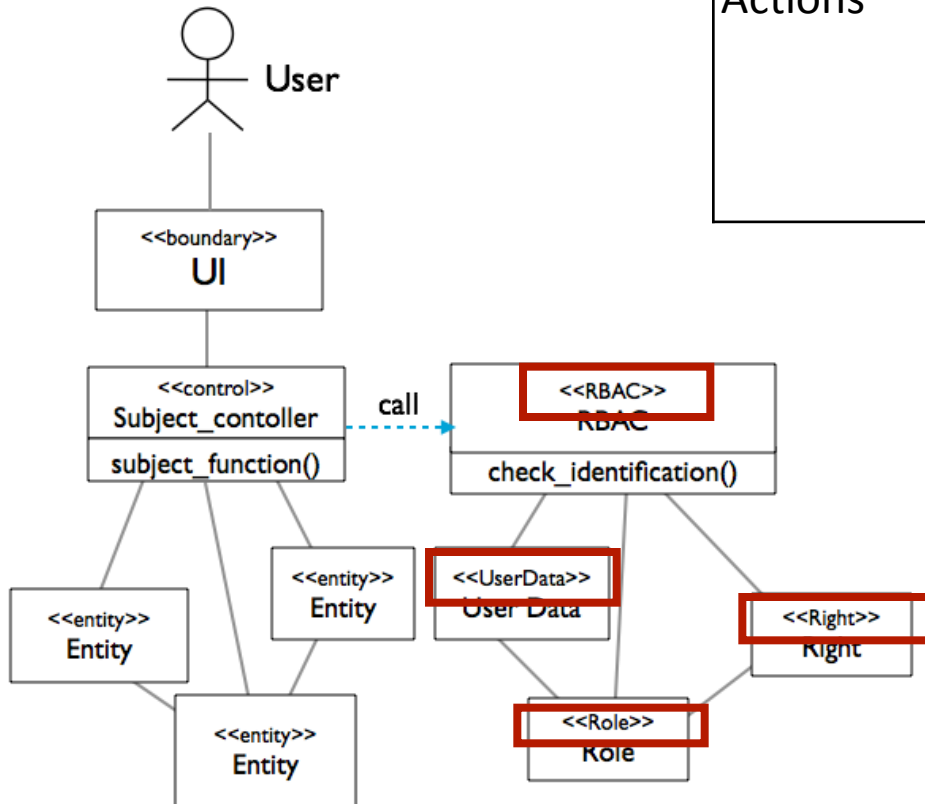 Actions
User
<<boundary>>
UI
<<control>>
Subject_contoller
subject_function()
call
<<RBAC>>
RBAC
check_identification()
<<entity>>
Entity
<<entity>>
Entity
<<entity>>
Entity
<<UserData>>
User Data
<<Right>>
Right
<<Role>>
Role